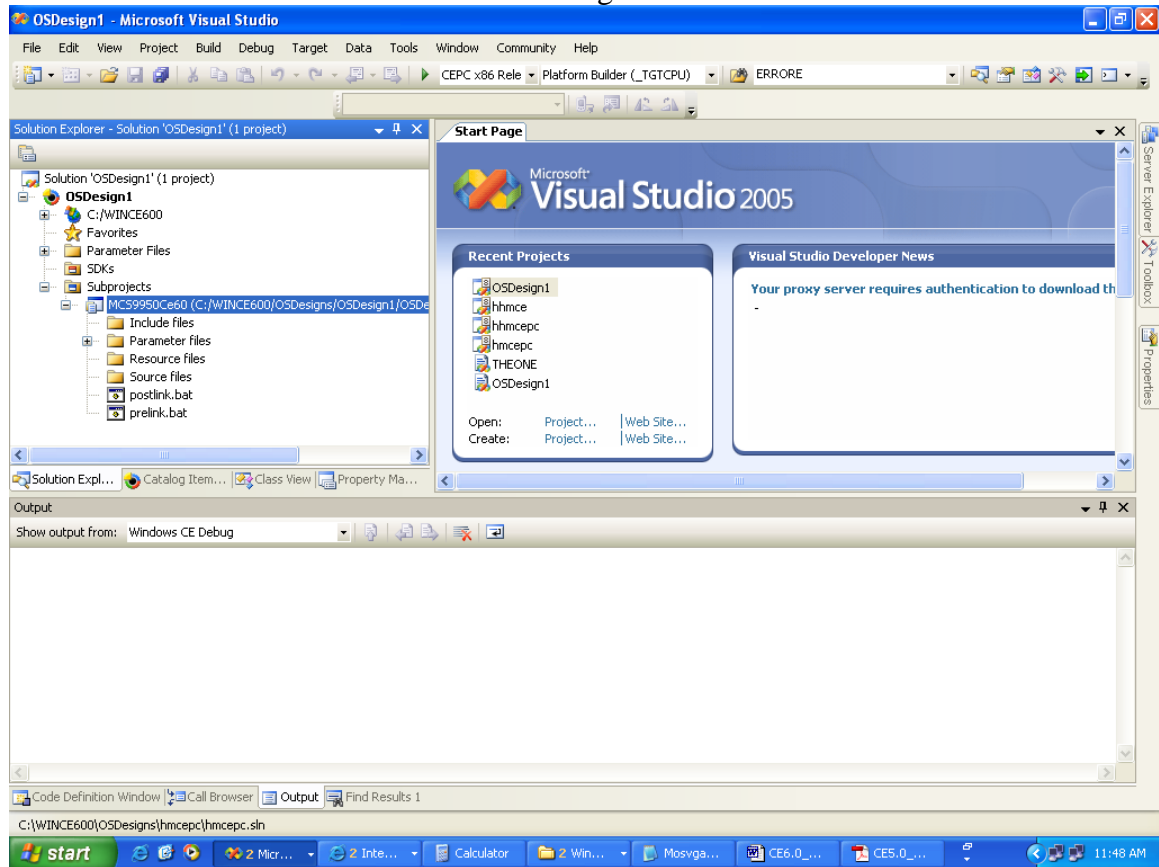 OSDesign1 - Microsoft Visual Studio
File Edit View Project Build Debug Target Data Tools Window Community Help
CEPC x86 Rele Platform Builder (_TGTCPU) ERRORE
Solution Explorer - Solution 'OSDesign1' (1 project)
Solution 'OSDesign1' (1 project)
OSDesign1
C:/WINCE600
Favorites
Parameter Files
SDKs
Subprojects
MCS9950Ce60 (C:/WINCE600/OSDesigns/OSDesign1/OSDe
Include files
Parameter files
Resource files
Source files
postlink.bat
prelink.bat
Solution Expl... Catalog Item... Class View Property Ma...
Start Page
Microsoft
Visual Studio 2005
Recent Projects
OSDesign1
hhmce
hhmcepc
hmcepc
THEONE
OSDesign1
Open: Project... Web Site...
Create: Project... Web Site...
Visual Studio Developer News
Your proxy server requires authentication to download th
-
Server Explorer
Toolbox
Properties
Output
Show output from: Windows CE Debug
Code Definition Window Call Browser Output Find Results 1
C:\WINCE600\OSDesigns\hmcepc\hmcepc.sln
start 2 Micr... 2 Inte... Calculator 2 Win... Mosvga... CE6.0_... CE5.0_... 11:48 AM